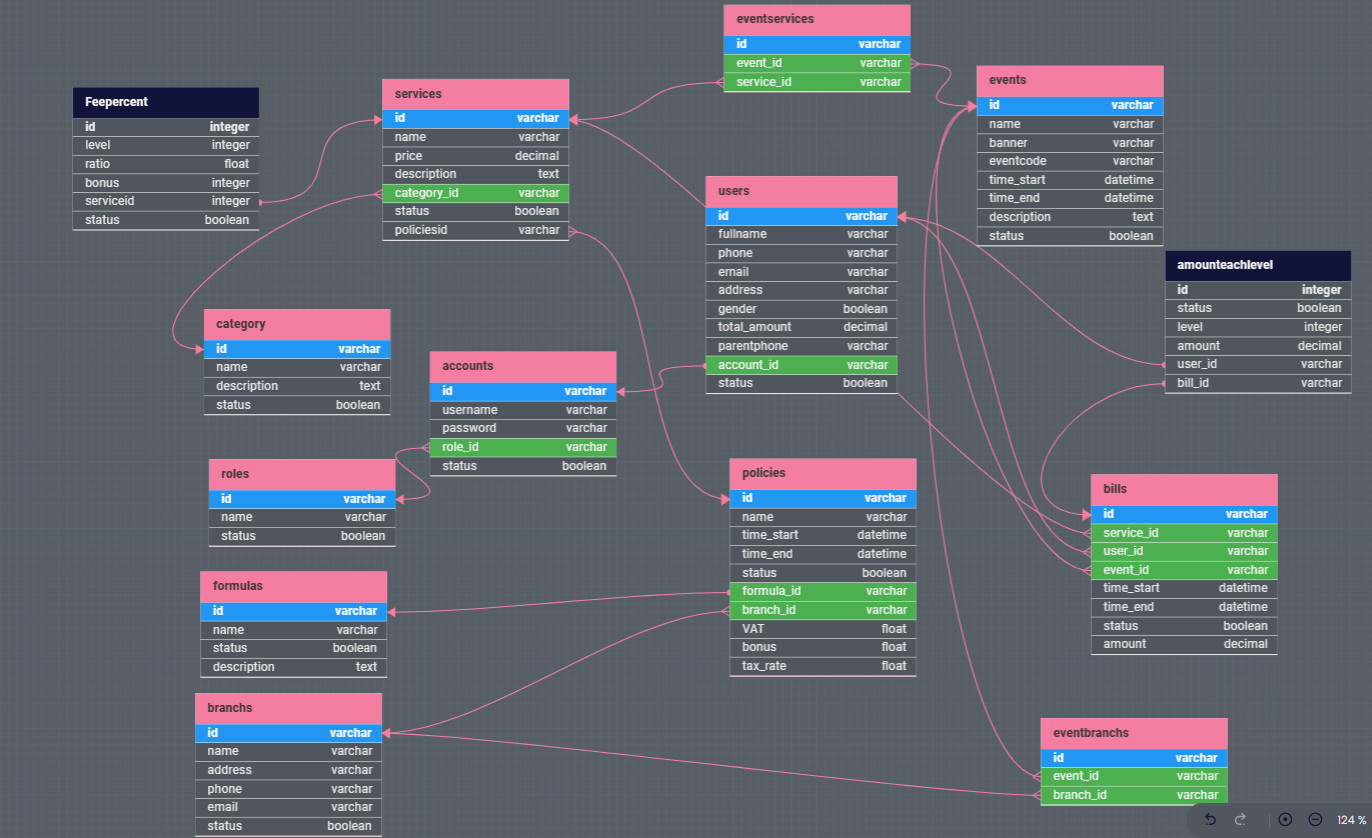 eventservices
id varchar
event_id varchar
service_id varchar
events
id varchar
name varchar
banner varchar
eventcode varchar
time_start datetime
time_end datetime
description text
status boolean
Feepercent
id integer
level integer
ratio float
bonus integer
serviceid integer
status boolean
services
id varchar
name varchar
price decimal
description text
category_id varchar
status boolean
policiesid varchar
users
id varchar
fullname varchar
phone varchar
email varchar
address varchar
gender boolean
total_amount decimal
parentphone varchar
account_id varchar
status boolean
amounteachlevel
id integer
status boolean
level integer
amount decimal
user_id varchar
bill_id varchar
category
id varchar
name varchar
description text
status boolean
accounts
id varchar
username varchar
password varchar
role_id varchar
status boolean
roles
id varchar
name varchar
status boolean
policies
id varchar
name varchar
time_start datetime
time_end datetime
status boolean
formula_id varchar
branch_id varchar
VAT float
bonus float
tax_rate float
bills
id varchar
service_id varchar
user_id varchar
event_id varchar
time_start datetime
time_end datetime
status boolean
amount decimal
formulas
id varchar
name varchar
status boolean
description text
branchs
id varchar
name varchar
address varchar
phone varchar
email varchar
status boolean
eventbranchs
id varchar
event_id varchar
branch_id varchar
124 %